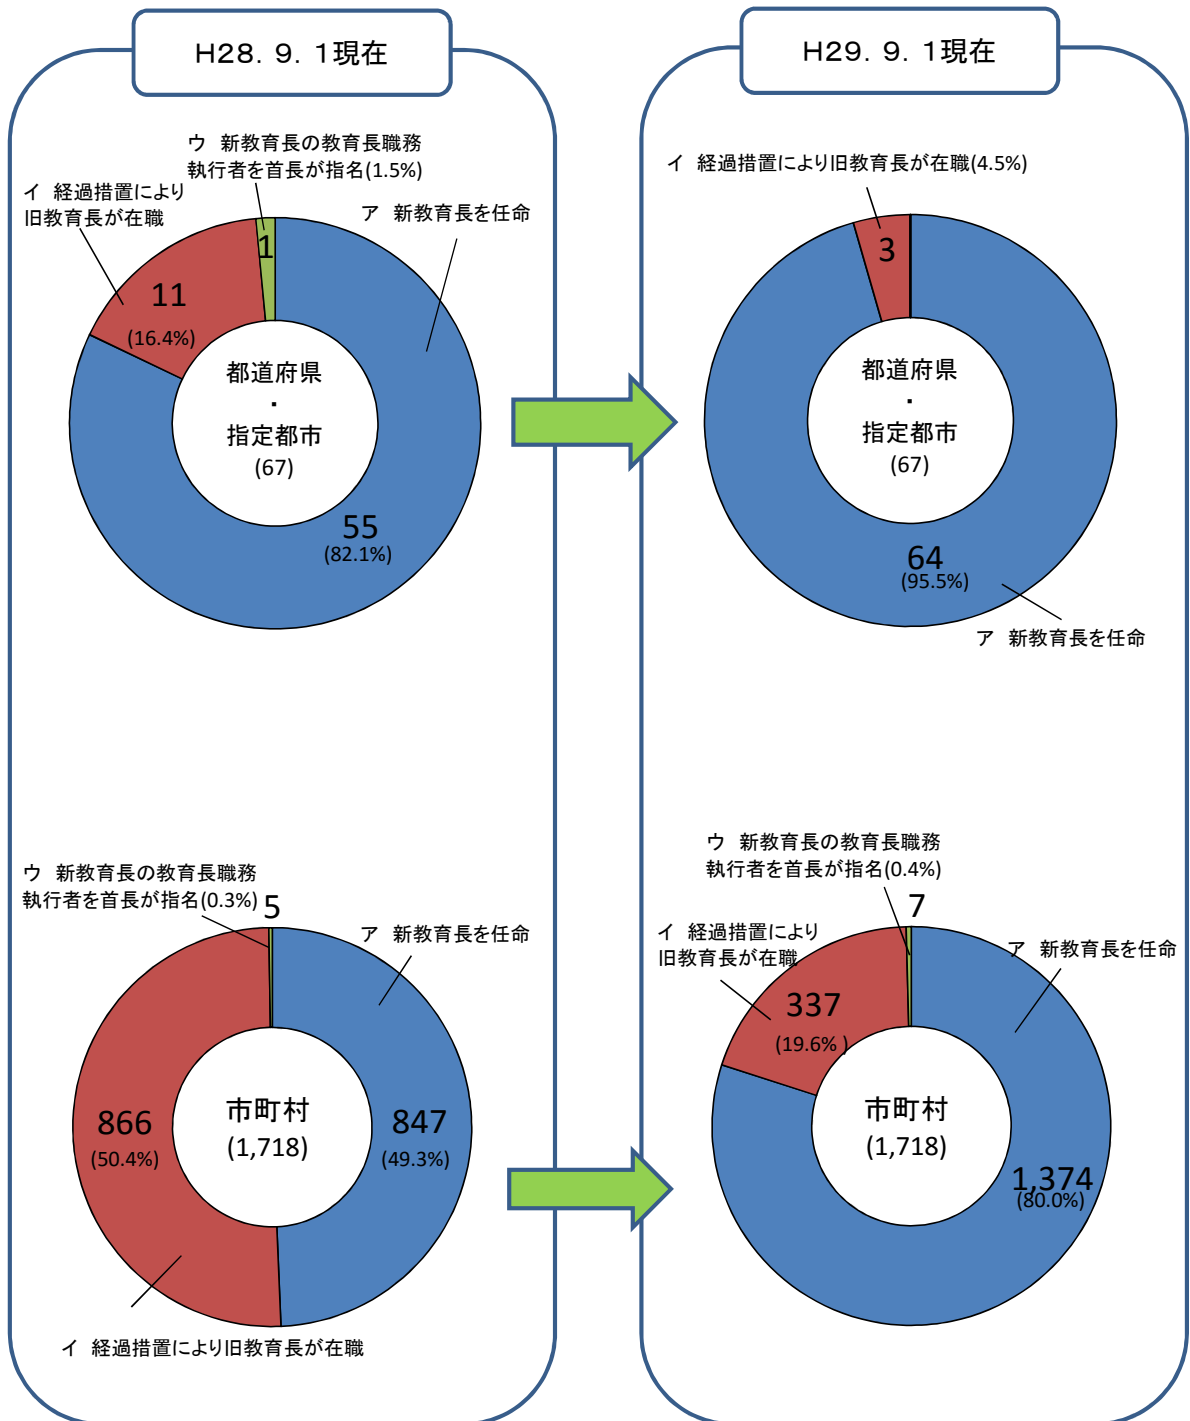 H28．9．1現在
ウ　新教育長の教育長職務
執行者を首長が指名(1.5%)
イ　経過措置により
旧教育長が在職
ア　新教育長を任命
1
11
(16.4%)
都道府県
・
指定都市
(67)
55
(82.1%)
ウ　新教育長の教育長職務
執行者を首長が指名(0.3%)
5
ア　新教育長を任命
866
(50.4%)
市町村
(1,718)
847
(49.3%)
イ　経過措置により旧教育長が在職
H29．9．1現在
イ　経過措置により旧教育長が在職(4.5%)
3
都道府県
・
指定都市
(67)
64
(95.5%)
ア　新教育長を任命
ウ　新教育長の教育長職務
執行者を首長が指名(0.4%)
7
イ　経過措置により
旧教育長が在職
ア　新教育長を任命
337
(19.6% )
市町村
(1,718)
1,374
(80.0%)